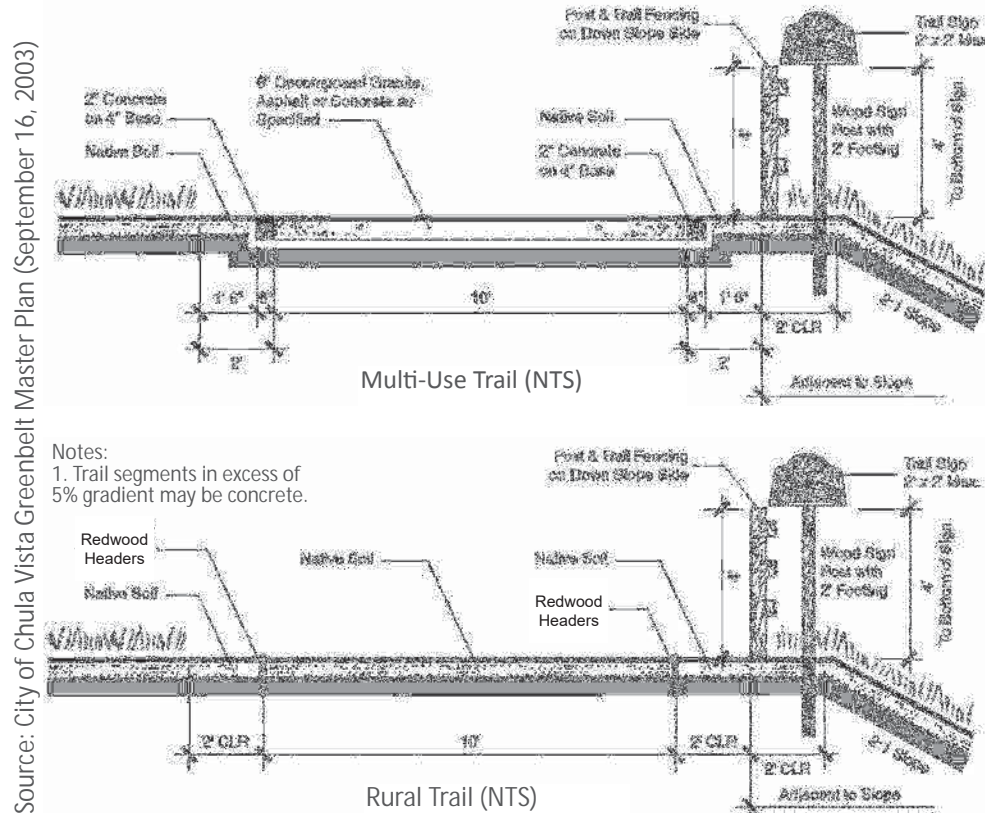 Source: City of Chula Vista Greenbelt Master Plan (September 16, 2003)
Post & Rail Fencing
on Down Slope Side
Trail Sign
2' x 2' Max.
2" Concrete
on 4" Base
Native Soil
6" Decomposed Granite,
Asphalt or Concrete as
Specified
Native Soil
2" Concrete
on 4" Base
Wood Sign
Post with
2' Footing
4'
To Bottom of Sign
1' 6"
10'
1' 6"
2' CLR
2:1 Slope
2'
2'
Multi-Use Trail (NTS)
Adjacent to Slope
Notes:
1. Trail segments in excess of
5% gradient may be concrete.
Post & Rail Fencing
on Down Slope Side
Trail Sign
2' x 2' Max.
Redwood
Headers
Native Soil
Native Soil
Native Soil
Redwood
Headers
Wood Sign
Post with
2' Footing
4'
To Bottom of Sign
2' CLR
10'
2' CLR
2' CLR
2:1 Slope
Rural Trail (NTS)
Adjacent to Slope